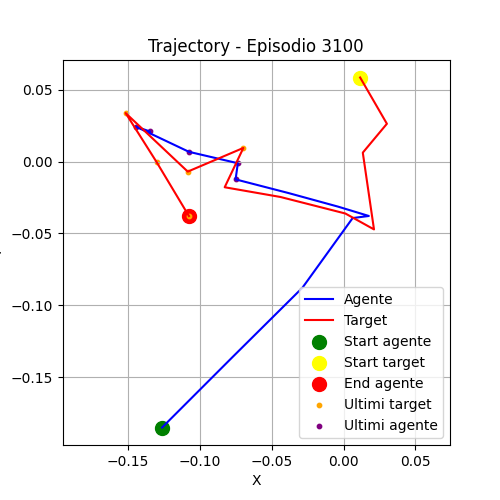 Trajectory - Episodio 3100
0.05
0.00
−0.05
−0.10
−0.15
Agente
Target
Start agente
Start target
End agente
Ultimi target
Ultimi agente
−0.15 −0.10 −0.05 0.00 0.05
X